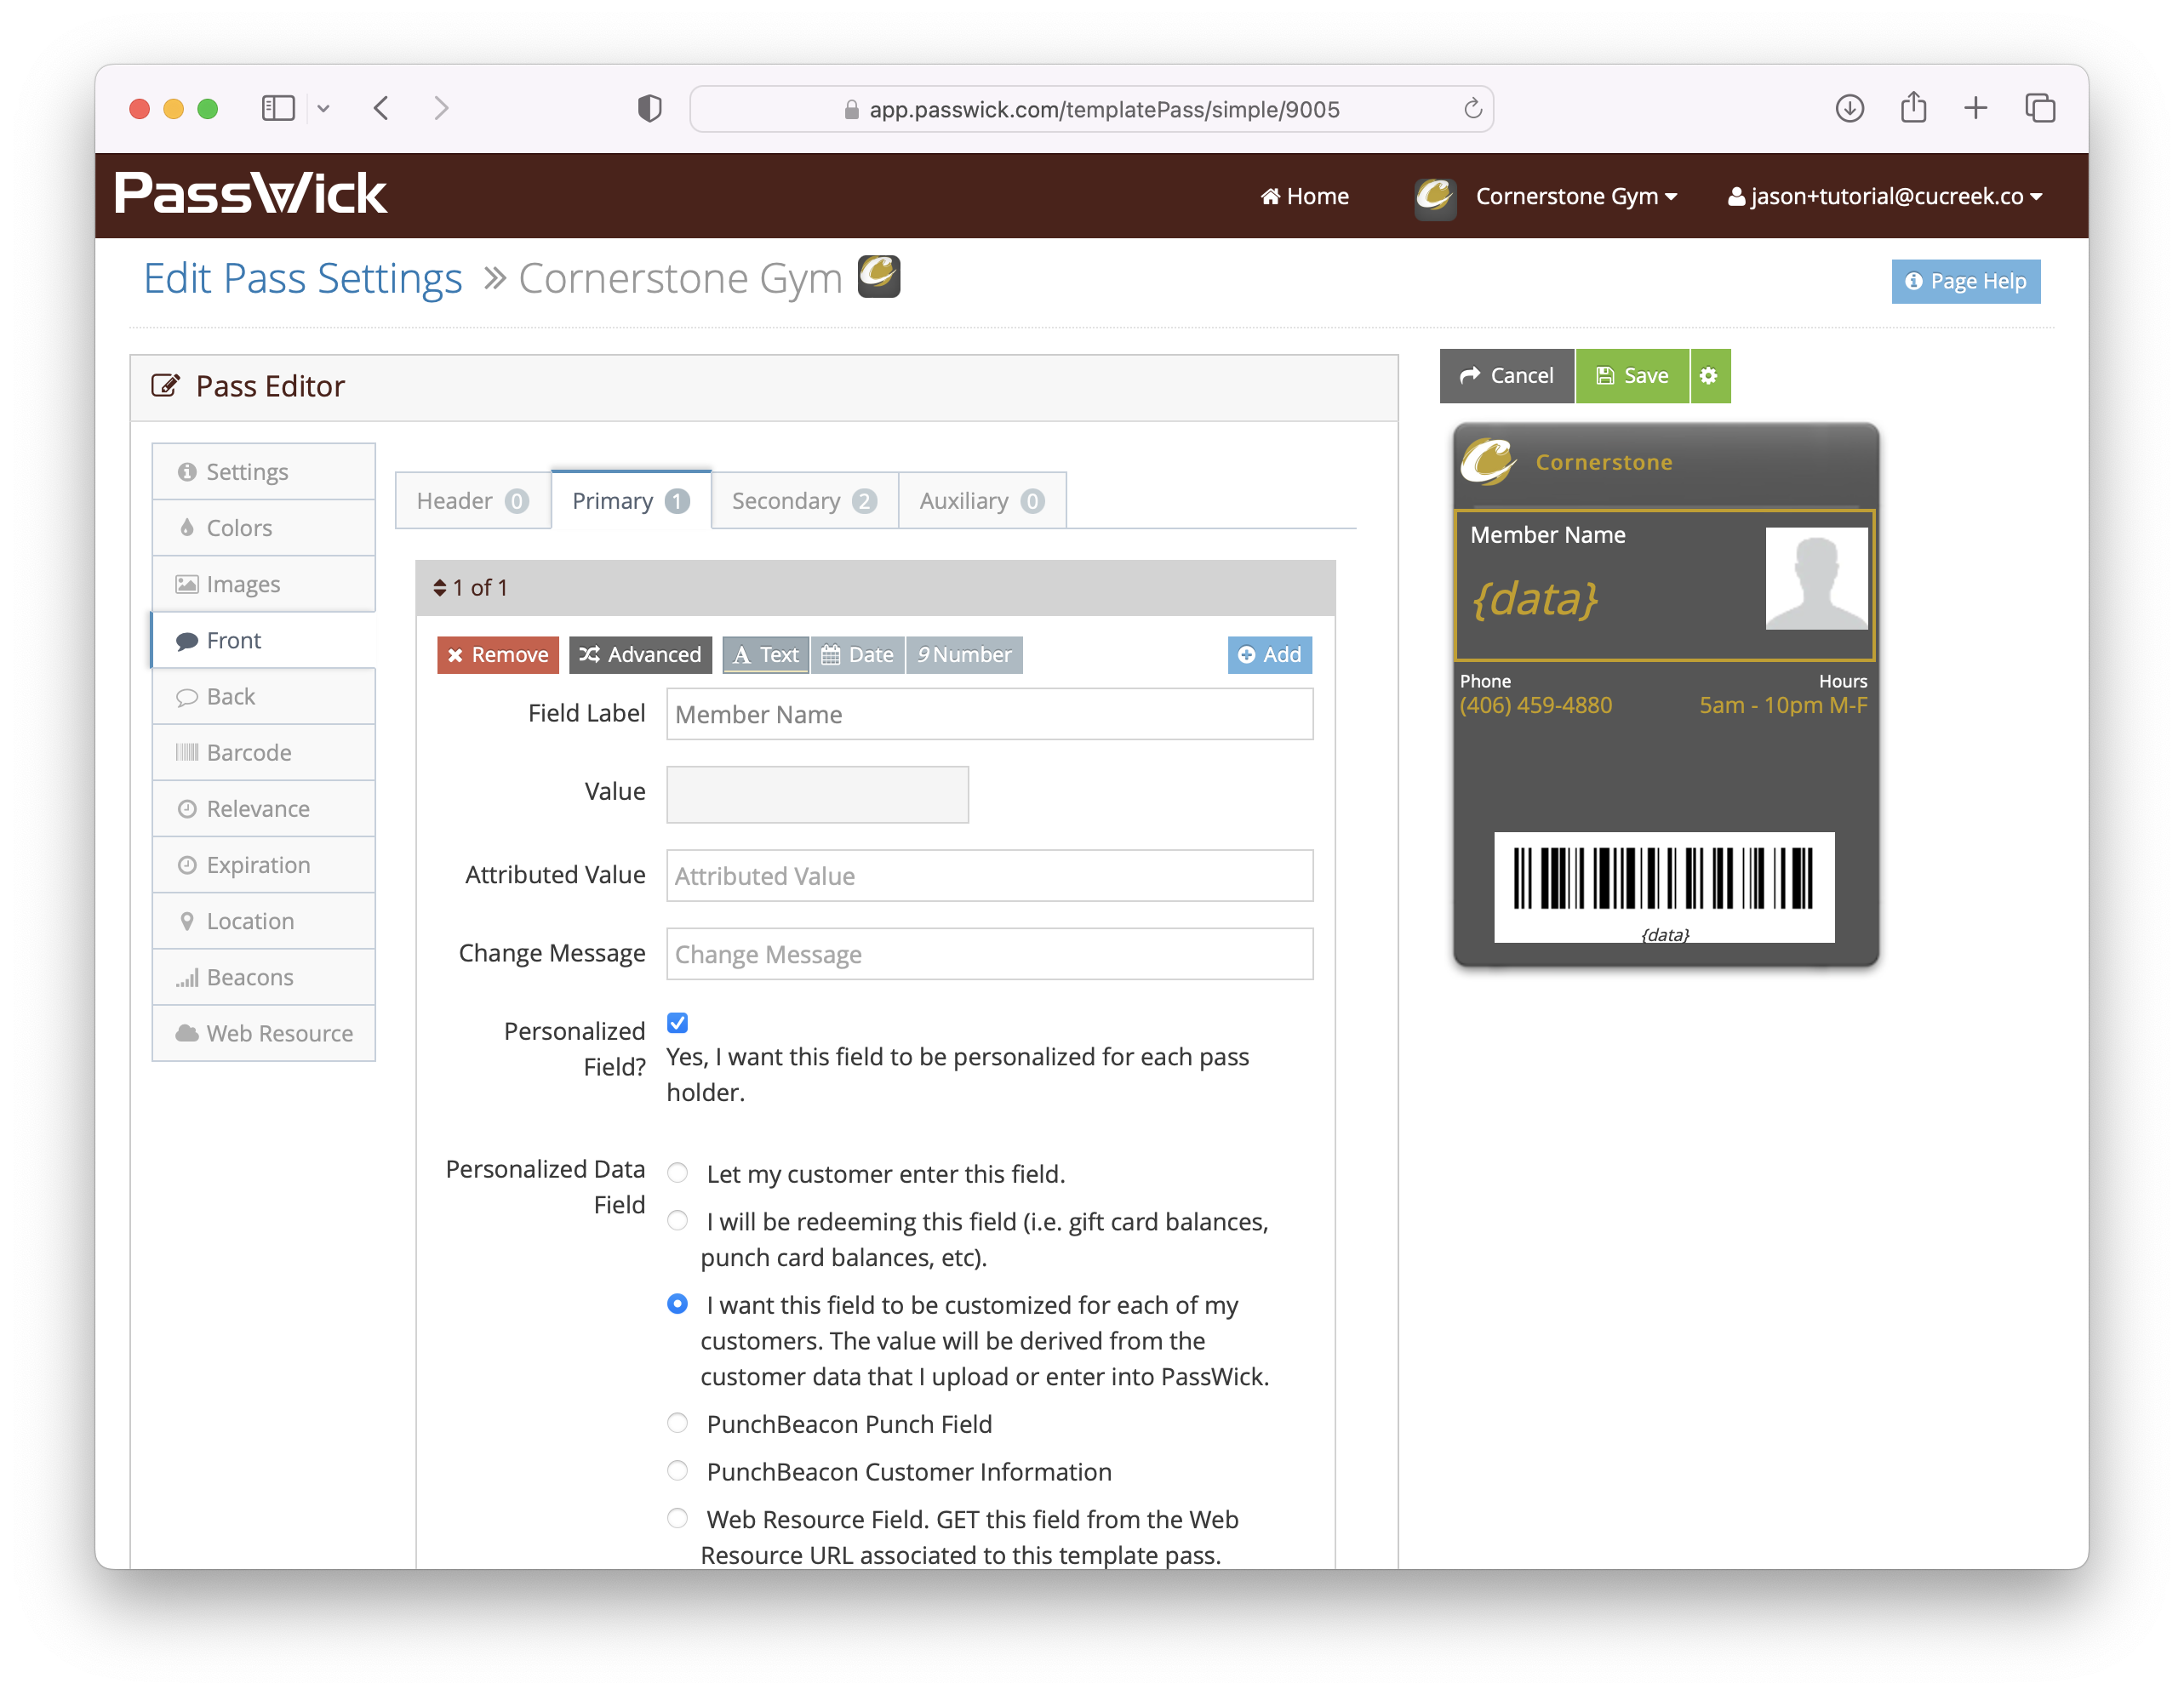 app.passwick.com/templatePass/simple/9005
PassWick
Home
Cornerstone Gym
jason+tutorial@cucreek.co
Edit Pass Settings » Cornerstone Gym
Page Help
Pass Editor
Cancel
Save
Settings
Colors
Images
Front
Back
Barcode
Relevance
Expiration
Location
Beacons
Web Resource
Header 0
Primary 1
Secondary 2
Auxiliary 0
1 of 1
Remove
Advanced
A Text
Date
9 Number
Add
Field Label
Member Name
Value
Attributed Value
Attributed Value
Change Message
Change Message
Personalized
Field?
Yes, I want this field to be personalized for each pass
holder.
Personalized Data
Field
Let my customer enter this field.
I will be redeeming this field (i.e. gift card balances,
punch card balances, etc).
I want this field to be customized for each of my
customers. The value will be derived from the
customer data that I upload or enter into PassWick.
PunchBeacon Punch Field
PunchBeacon Customer Information
Web Resource Field. GET this field from the Web
Resource URL associated to this template pass.
Cornerstone
Member Name
{data}
Phone
Hours
(406) 459-4880
5am - 10pm M-F
{data}